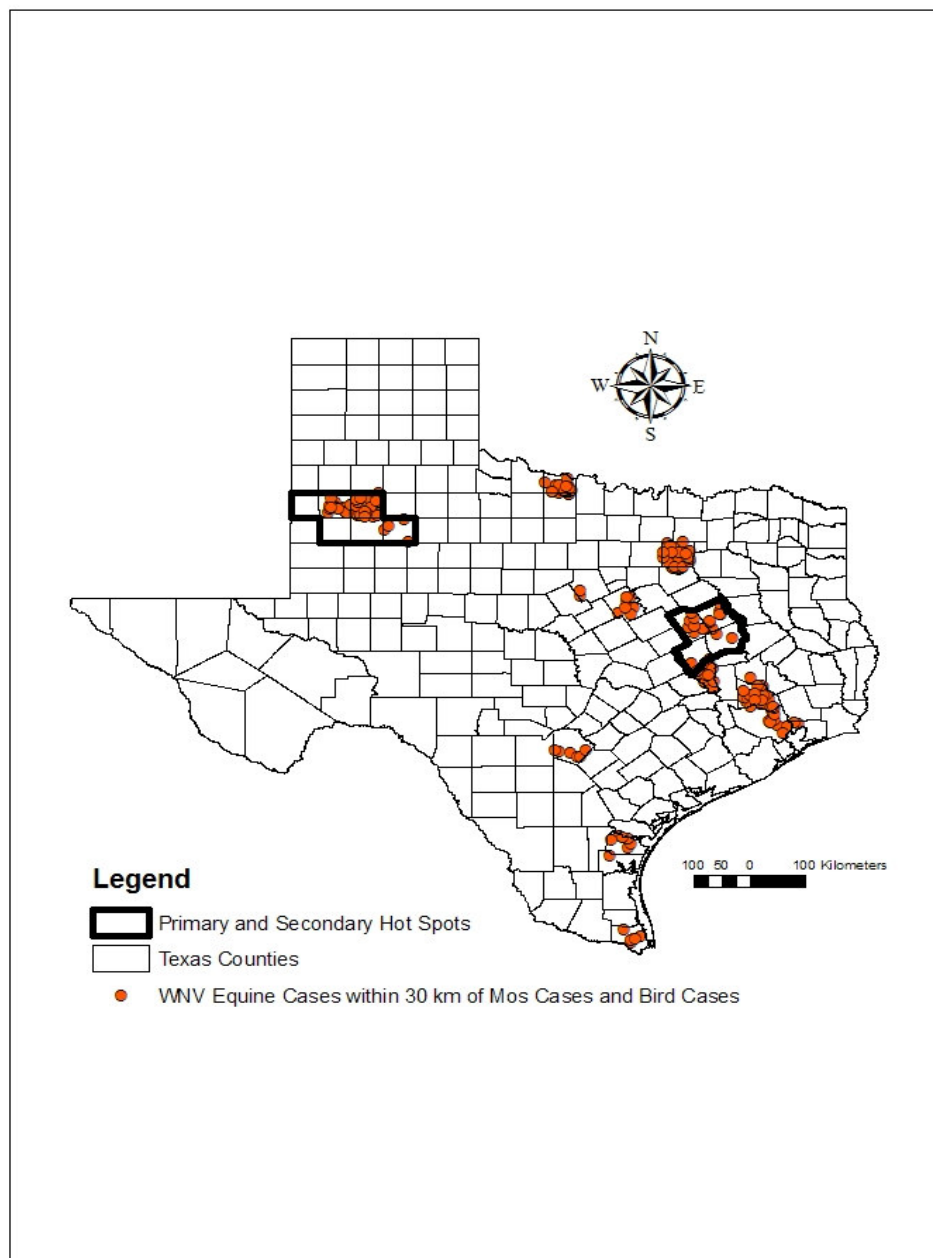 N
W E
S
100 50 0 100 Kilometers
Legend
Primary and Secondary Hot Spots
Texas Counties
WNV Equine Cases within 30 km of Mos Cases and Bird Cases